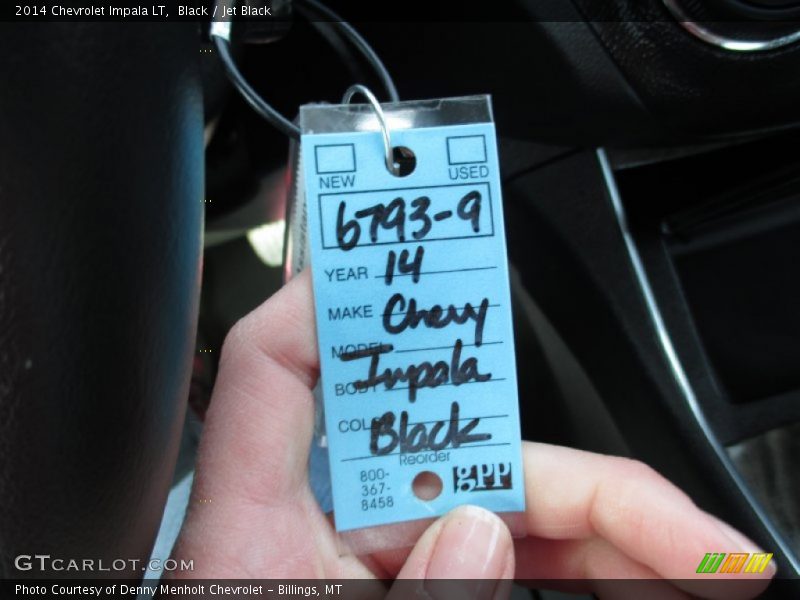 2014 Chevrolet Impala LT,  Black / Jet Black
NEW USED
6793-9
YEAR 14
MAKE Chevy
MODEL
BODY Impala
COLOR Black
Reorder
800-
367-
8458
gpp
GTCARLOT.COM
Photo Courtesy of Denny Menholt Chevrolet – Billings, MT